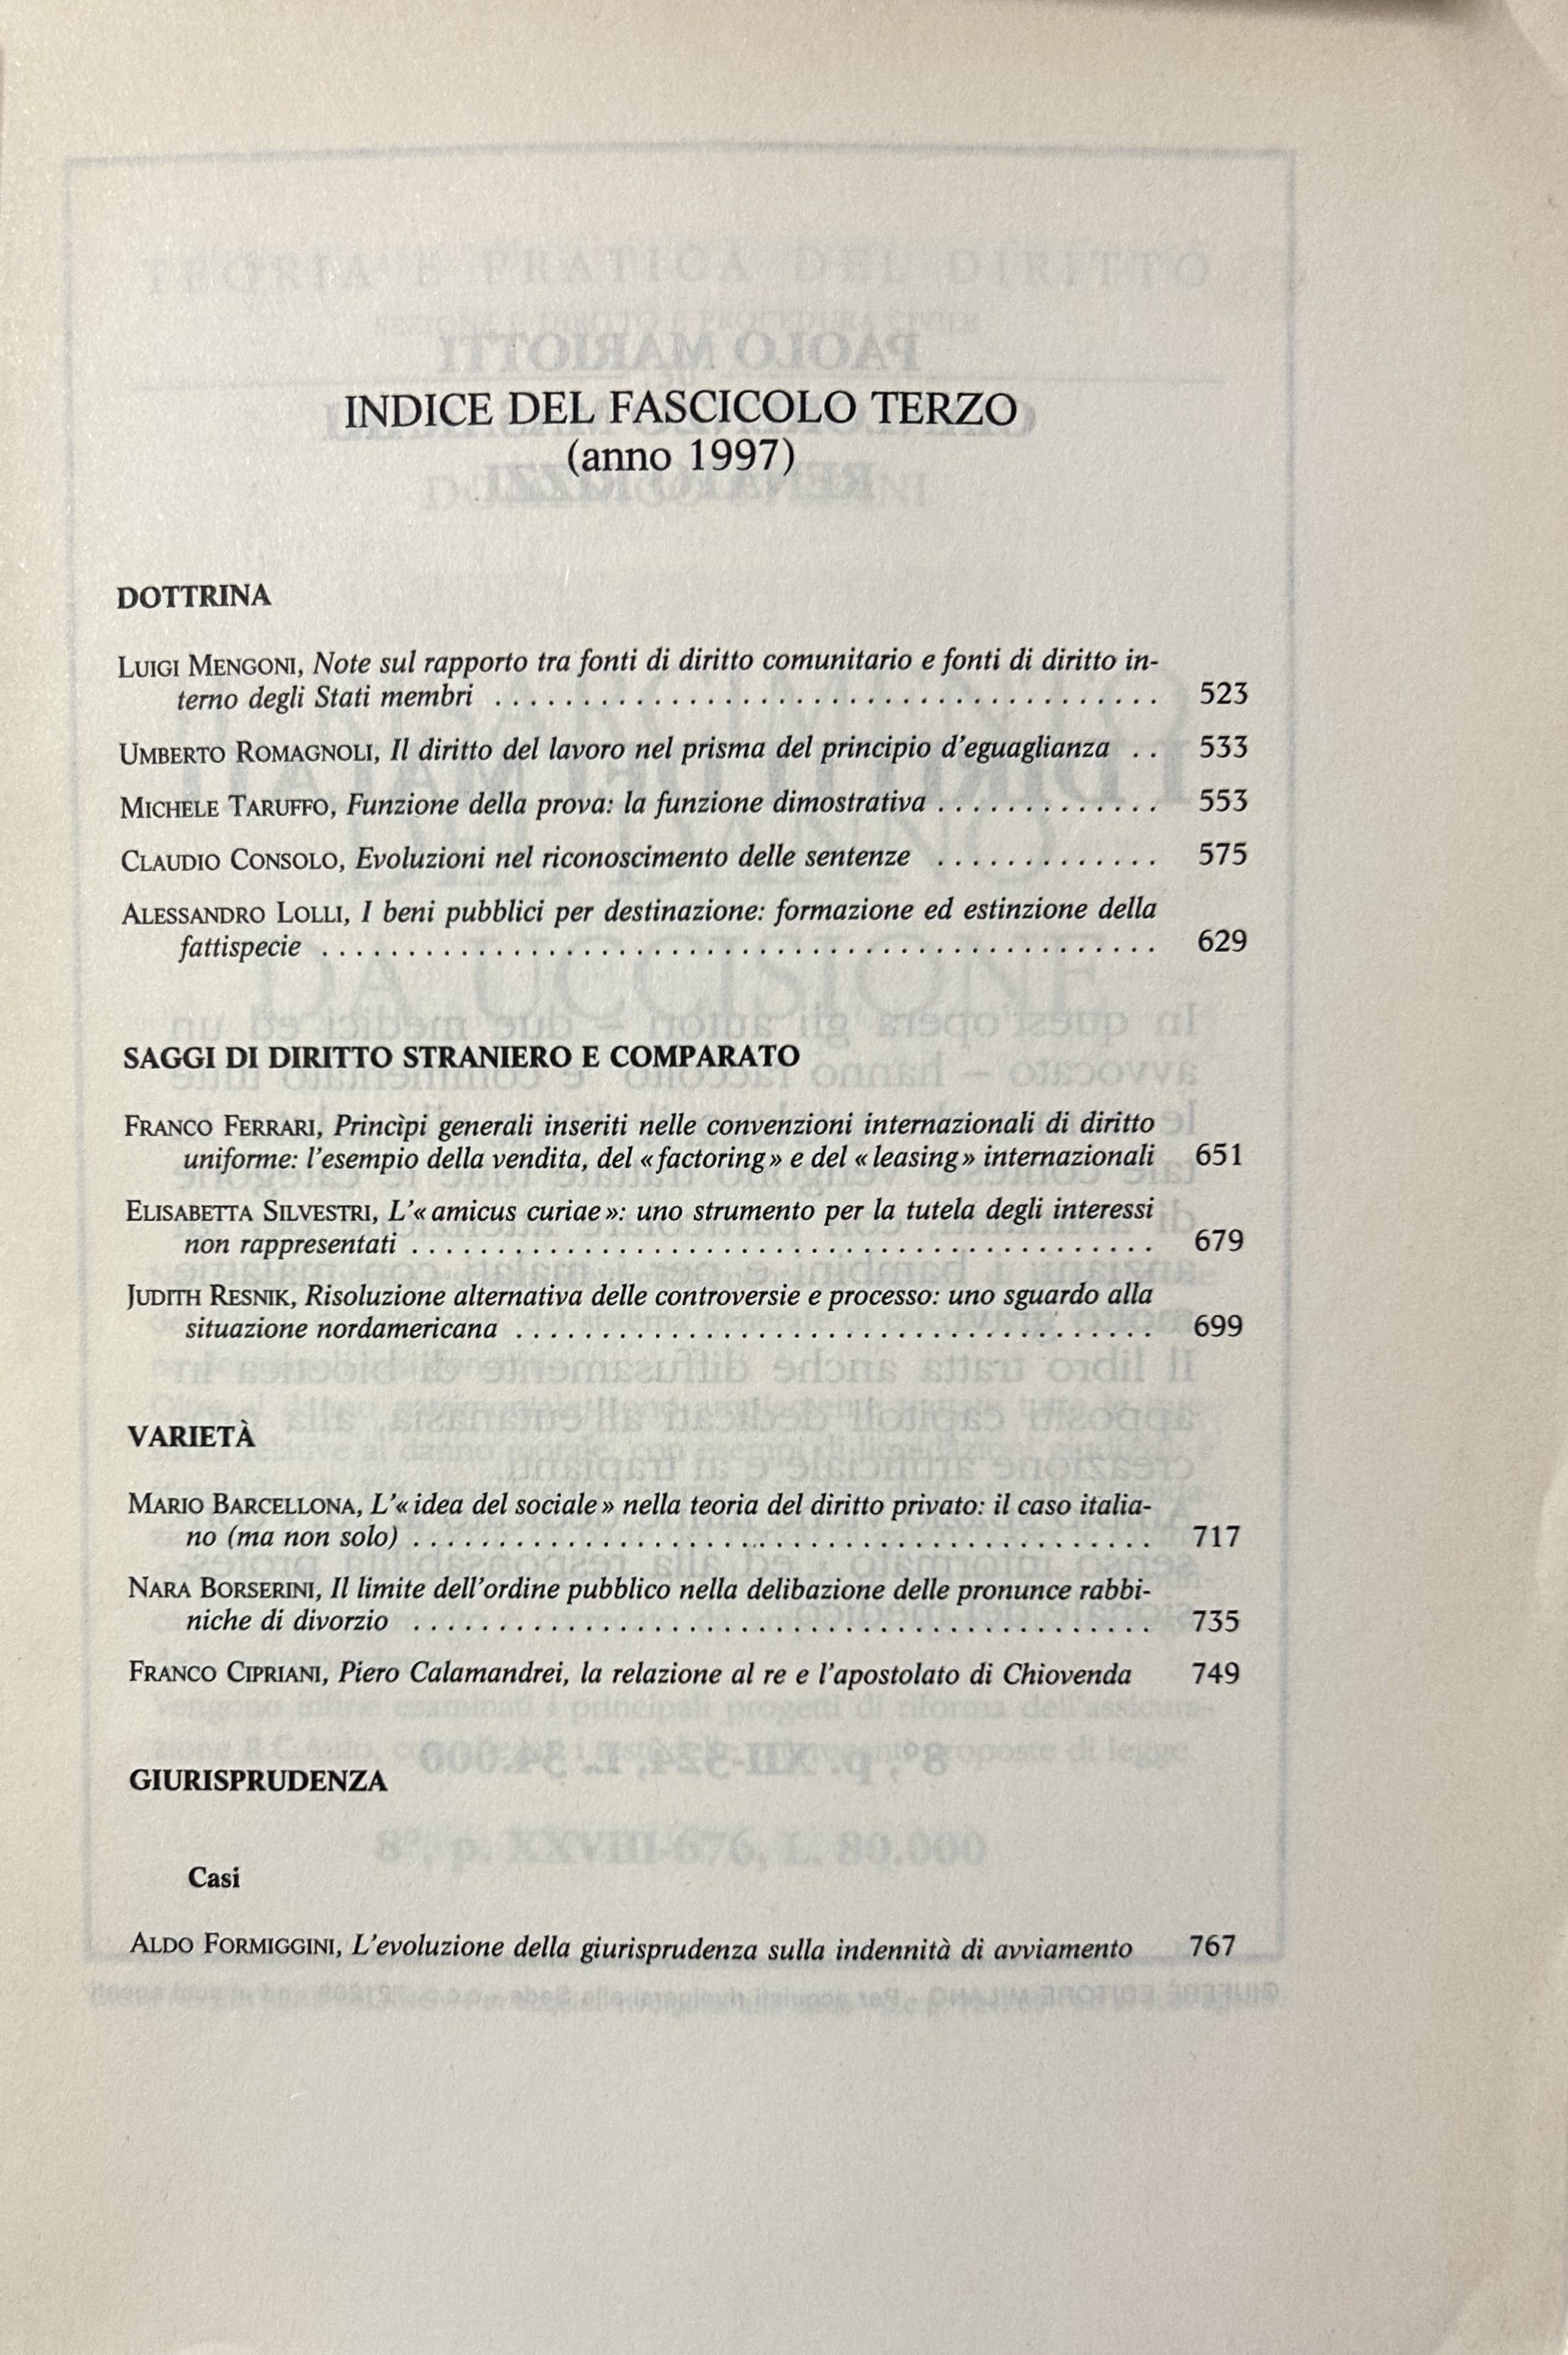 INDICE DEL FASCICOLO TERZO
(anno 1997)
DOTTRINA
LUIGI MENGONI, Note sul rapporto tra fonti di diritto comunitario e fonti di diritto in-
terno degli Stati membri . . . . . . . . . . . . . . . . . . . . . . . . . . . . . . . . . . . . . . 523
UMBERTO ROMAGNOLI, Il diritto del lavoro nel prisma del principio d'eguaglianza . . 533
MICHELE TARUFFO, Funzione della prova: la funzione dimostrativa . . . . . . . . . . . . . 553
CLAUDIO CONSOLO, Evoluzioni nel riconoscimento delle sentenze . . . . . . . . . . . . . 575
ALESSANDRO LOLLI, I beni pubblici per destinazione: formazione ed estinzione della
fattispecie . . . . . . . . . . . . . . . . . . . . . . . . . . . . . . . . . . . . . . . . . . . . . . . . 629
SAGGI DI DIRITTO STRANIERO E COMPARATO
FRANCO FERRARI, Princìpi generali inseriti nelle convenzioni internazionali di diritto
uniforme: l'esempio della vendita, del «factoring» e del «leasing» internazionali 651
ELISABETTA SILVESTRI, L'«amicus curiae»: uno strumento per la tutela degli interessi
non rappresentati . . . . . . . . . . . . . . . . . . . . . . . . . . . . . . . . . . . . . . . . . . . 679
JUDITH RESNIK, Risoluzione alternativa delle controversie e processo: uno sguardo alla
situazione nordamericana . . . . . . . . . . . . . . . . . . . . . . . . . . . . . . . . . . . . . 699
VARIETÀ
MARIO BARCELLONA, L'«idea del sociale» nella teoria del diritto privato: il caso italia-
no (ma non solo) . . . . . . . . . . . . . . . . . . . . . . . . . . . . . . . . . . . . . . . . . . . 717
NARA BORSERINI, Il limite dell'ordine pubblico nella delibazione delle pronunce rabbi-
niche di divorzio . . . . . . . . . . . . . . . . . . . . . . . . . . . . . . . . . . . . . . . . . . . 735
FRANCO CIPRIANI, Piero Calamandrei, la relazione al re e l'apostolato di Chiovenda 749
GIURISPRUDENZA
Casi
ALDO FORMIGGINI, L'evoluzione della giurisprudenza sulla indennità di avviamento 767